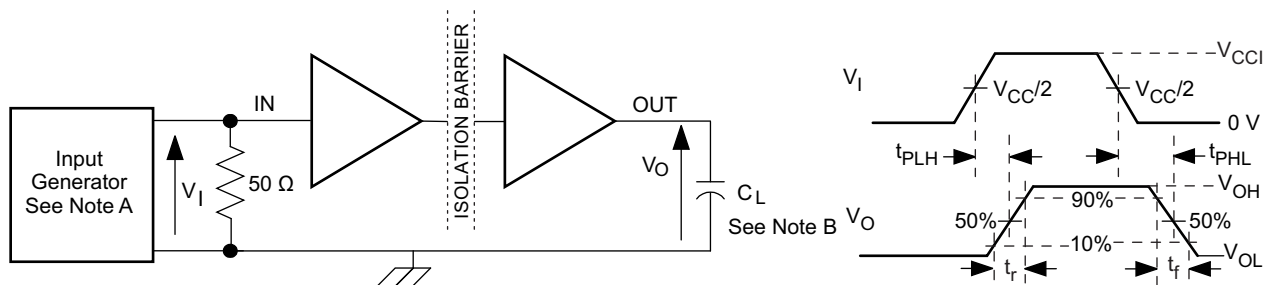 Input
Generator
See Note A
V_I
IN
50 Ω
ISOLATION BARRIER
OUT
V_O
C_L
See Note B
V_I
V_CC/2
V_CC/2
V_CCI
0 V
t_PLH
t_PHL
V_O
50%
90%
10%
50%
V_OH
V_OL
t_r
t_f